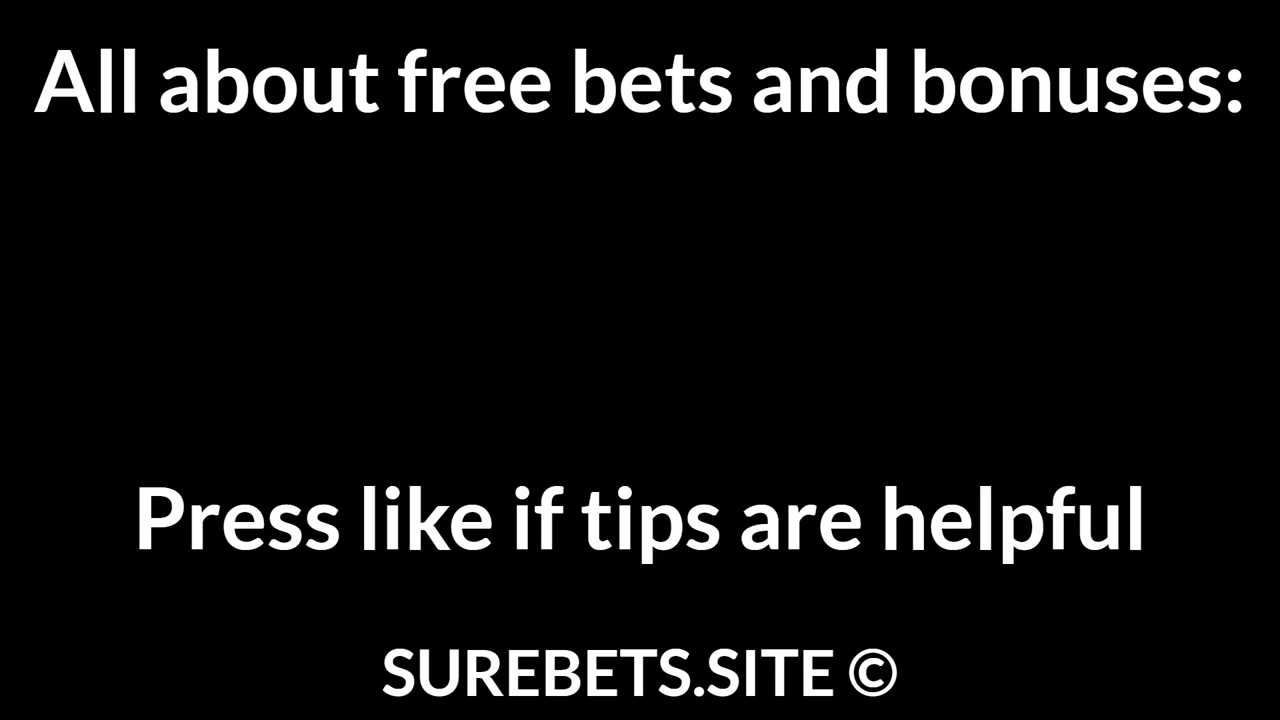 All about free bets and bonuses:
Press like if tips are helpful
SUREBETS.SITE ©